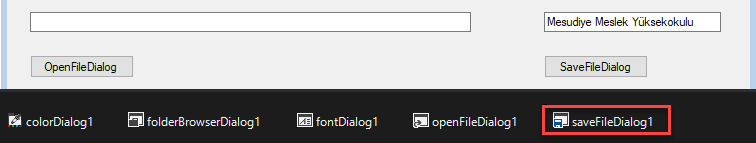 Mesudiye Meslek Yüksekokulu
OpenFileDialog SaveFileDialog
colorDialog1 folderBrowserDialog1 fontDialog1 openFileDialog1 saveFileDialog1